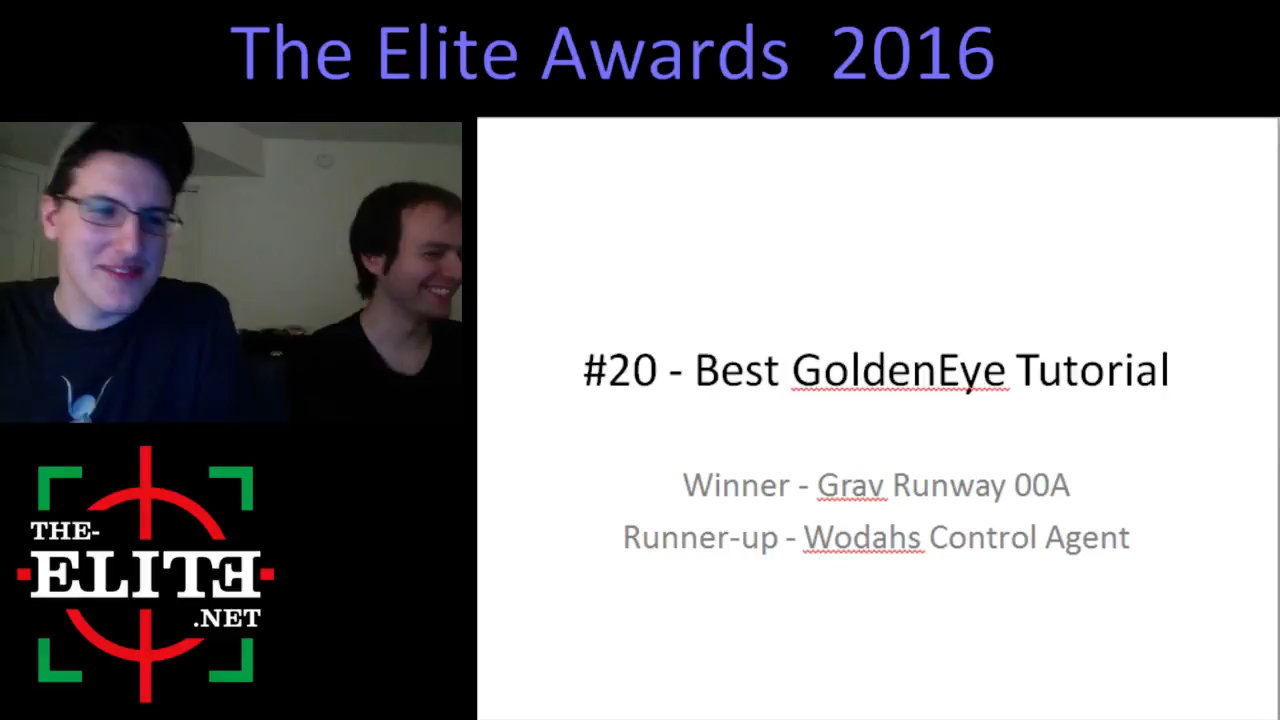 The Elite Awards 2016
#20 - Best GoldenEye Tutorial
Winner - Grav Runway 00A
Runner-up - Wodahs Control Agent
THE-
ELITE
.NET